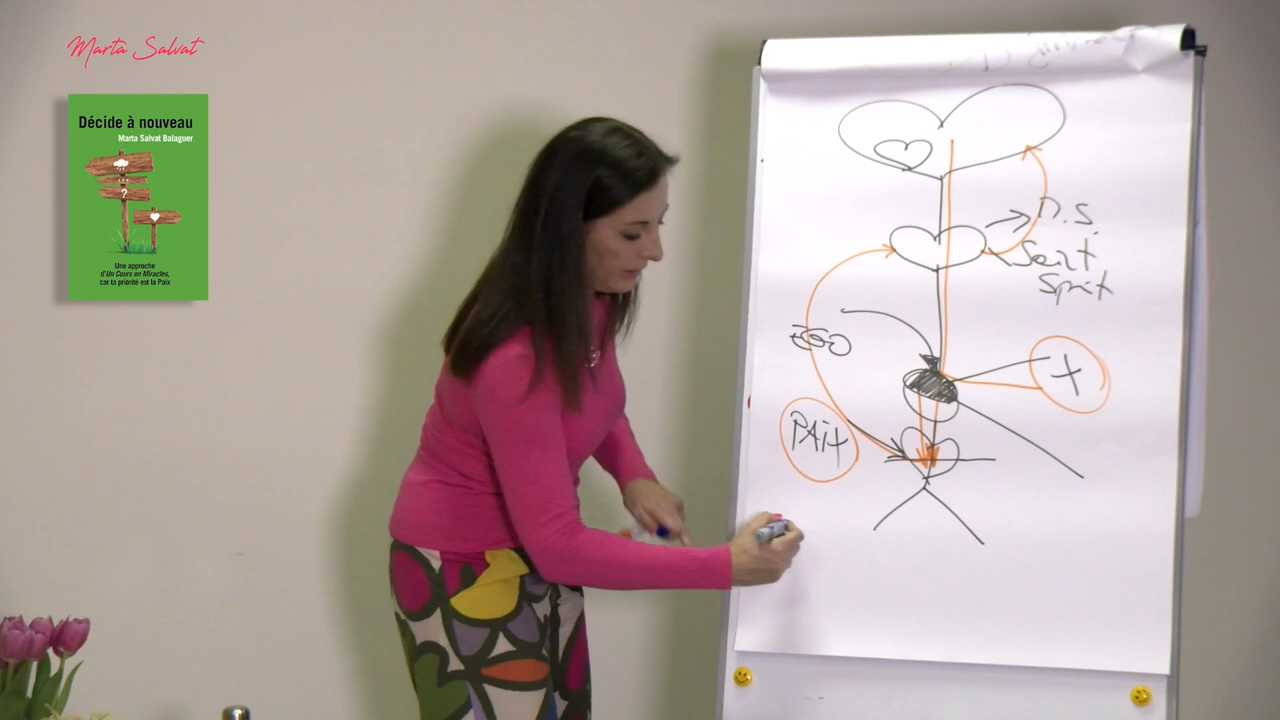 Marta Salvat
Décide à nouveau
Marta Salvat Balaguer
?
Une approche
d'Un Cours en Miracles,
car ta priorité est la Paix
D.S.
Saint
Sprit
EGO
+
PAix